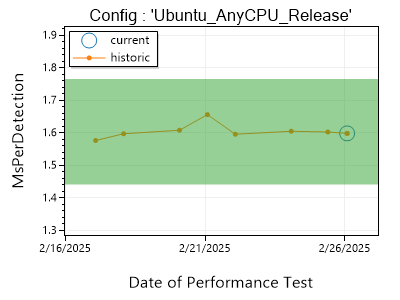 Config : 'Ubuntu_AnyCPU_Release'
current
historic
MsPerDetection
1.9
1.8
1.7
1.6
1.5
1.4
1.3
2/16/2025
2/21/2025
2/26/2025
Date of Performance Test